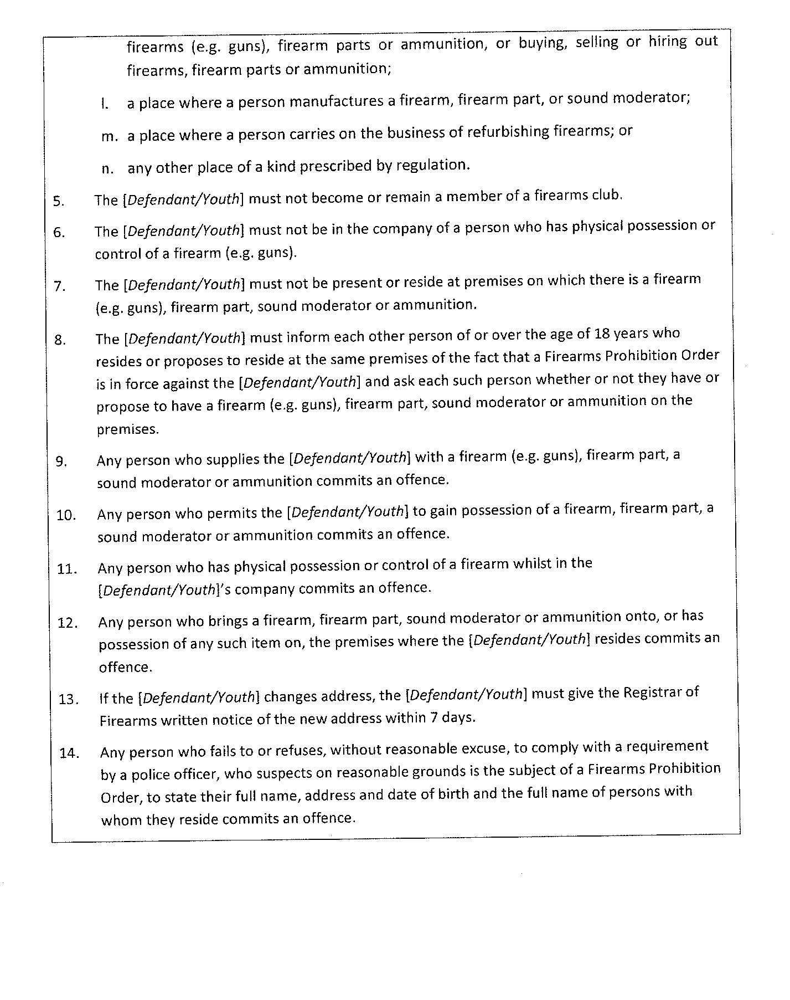 firearms (e.g. guns), firearm parts or ammunition, or buying, selling or hiring out
firearms, firearm parts or ammunition;
l. a place where a person manufactures a firearm, firearm part, or sound moderator;
m. a place where a person carries on the business of refurbishing firearms; or
n. any other place of a kind prescribed by regulation.
5. The [Defendant/Youth] must not become or remain a member of a firearms club.
6. The [Defendant/Youth] must not be in the company of a person who has physical possession or
control of a firearm (e.g. guns).
7. The [Defendant/Youth] must not be present or reside at premises on which there is a firearm
(e.g. guns), firearm part, sound moderator or ammunition.
8. The [Defendant/Youth] must inform each other person of or over the age of 18 years who
resides or proposes to reside at the same premises of the fact that a Firearms Prohibition Order
is in force against the [Defendant/Youth] and ask each such person whether or not they have or
propose to have a firearm (e.g. guns), firearm part, sound moderator or ammunition on the
premises.
9. Any person who supplies the [Defendant/Youth] with a firearm (e.g. guns), firearm part, a
sound moderator or ammunition commits an offence.
10. Any person who permits the [Defendant/Youth] to gain possession of a firearm, firearm part, a
sound moderator or ammunition commits an offence.
11. Any person who has physical possession or control of a firearm whilst in the
[Defendant/Youth]'s company commits an offence.
12. Any person who brings a firearm, firearm part, sound moderator or ammunition onto, or has
possession of any such item on, the premises where the [Defendant/Youth] resides commits an
offence.
13. If the [Defendant/Youth] changes address, the [Defendant/Youth] must give the Registrar of
Firearms written notice of the new address within 7 days.
14. Any person who fails to or refuses, without reasonable excuse, to comply with a requirement
by a police officer, who suspects on reasonable grounds is the subject of a Firearms Prohibition
Order, to state their full name, address and date of birth and the full name of persons with
whom they reside commits an offence.